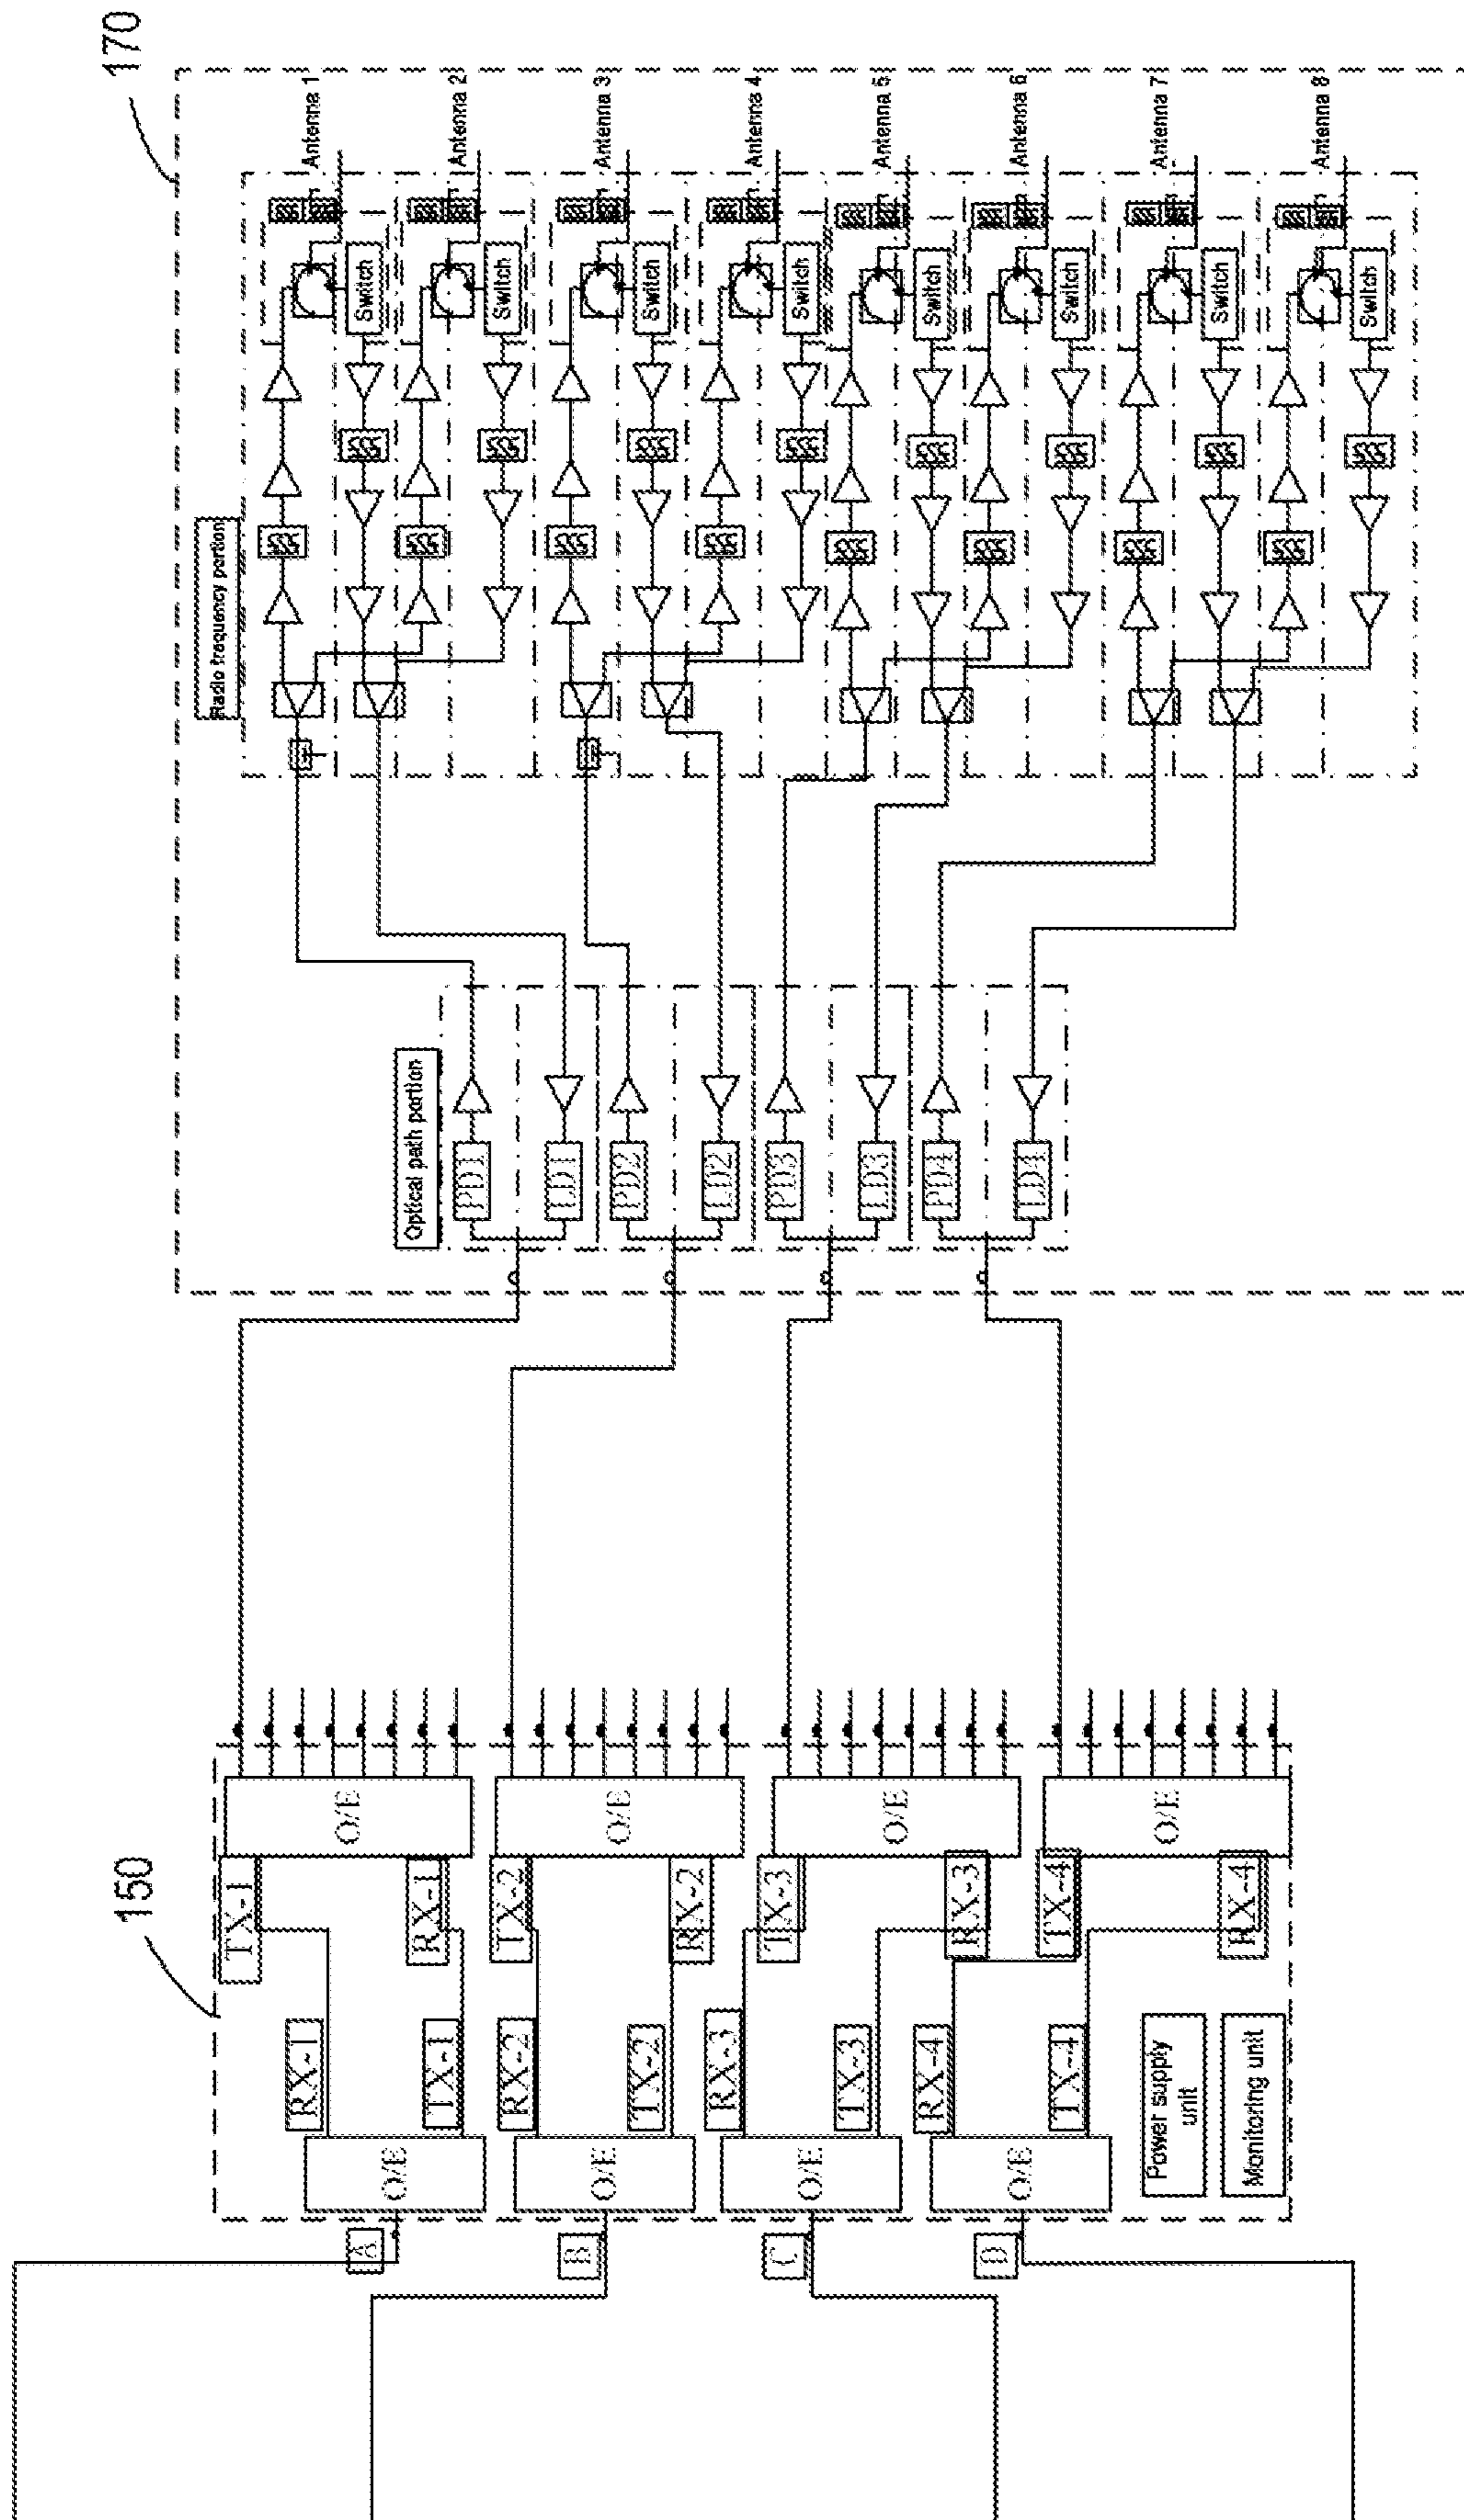 170
Antenna 1
Antenna 2
Antenna 3
Antenna 4
Antenna 5
Antenna 6
Antenna 7
Antenna 8
Switch
Switch
Switch
Switch
Switch
Switch
Switch
Switch
Radio frequency portion
Optical path portion
PD1
LD1
PD2
LD2
PD3
LD3
PD4
LD4
150
O/E
O/E
O/E
O/E
TX-1
RX-1
TX-2
RX-2
TX-3
RX-3
TX-4
RX-4
RX-1
TX-1
RX-2
TX-2
RX-3
TX-3
RX-4
TX-4
Power supply
unit
Monitoring unit
O/E
O/E
O/E
O/E
A
B
C
D